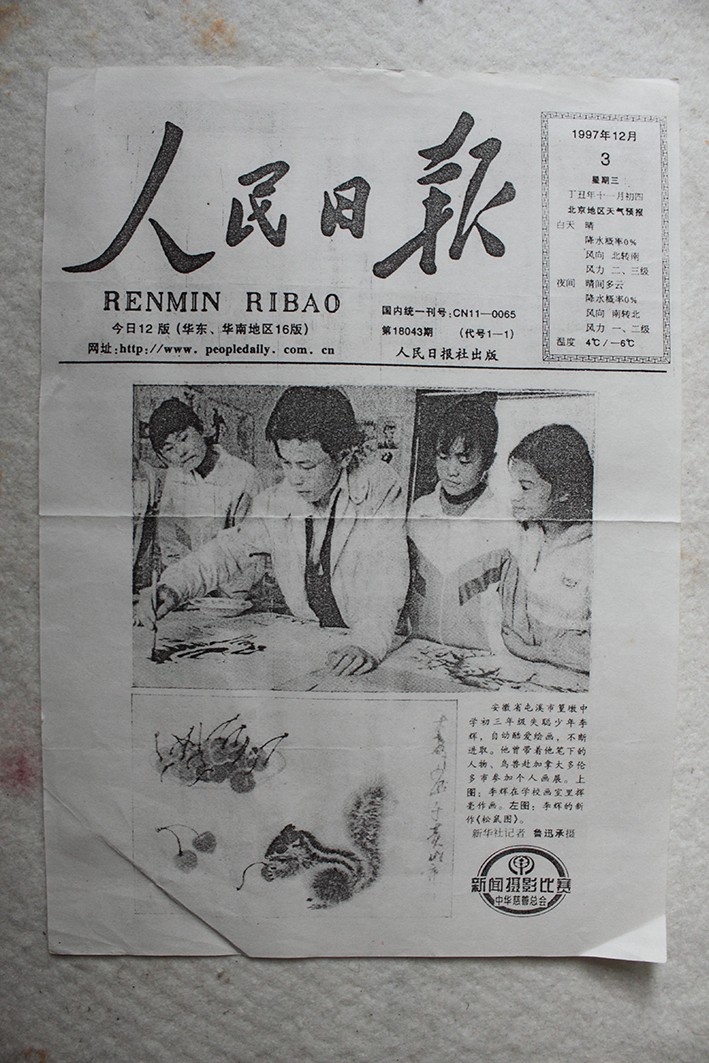 人民日报
RENMIN RIBAO
今日12版(华东、华南地区16版)
网址:http://www.peopledaily.com.cn
国内统一刊号:CN11—0065
第18043期 (代号1—1)
人民日报社出版
1997年12月
3
星期三
丁丑年十一月初四
北京地区天气预报
白天 晴
降水概率0%
风向 北转南
风力 二、三级
夜间 晴间多云
降水概率0%
风向 南转北
风力 一、二级
温度 4℃/—6℃
安徽省屯溪市篁墩中
学初三年级失聪少年李
辉,自幼酷爱绘画,不断
进取。他曾带着他笔下的
人物、鸟兽赴加拿大多伦
多市参加个人画展。上
图:李辉在学校画室里挥
毫作画。左图:李辉的新
作《松鼠图》。
新华社记者 鲁迅承摄
新闻摄影比赛
中华慈善总会